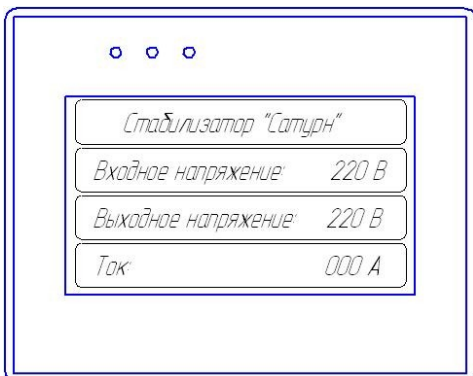 Стабилизатор "Сатурн"
Входное напряжение: 220 В
Выходное напряжение: 220 В
Ток: 000 А